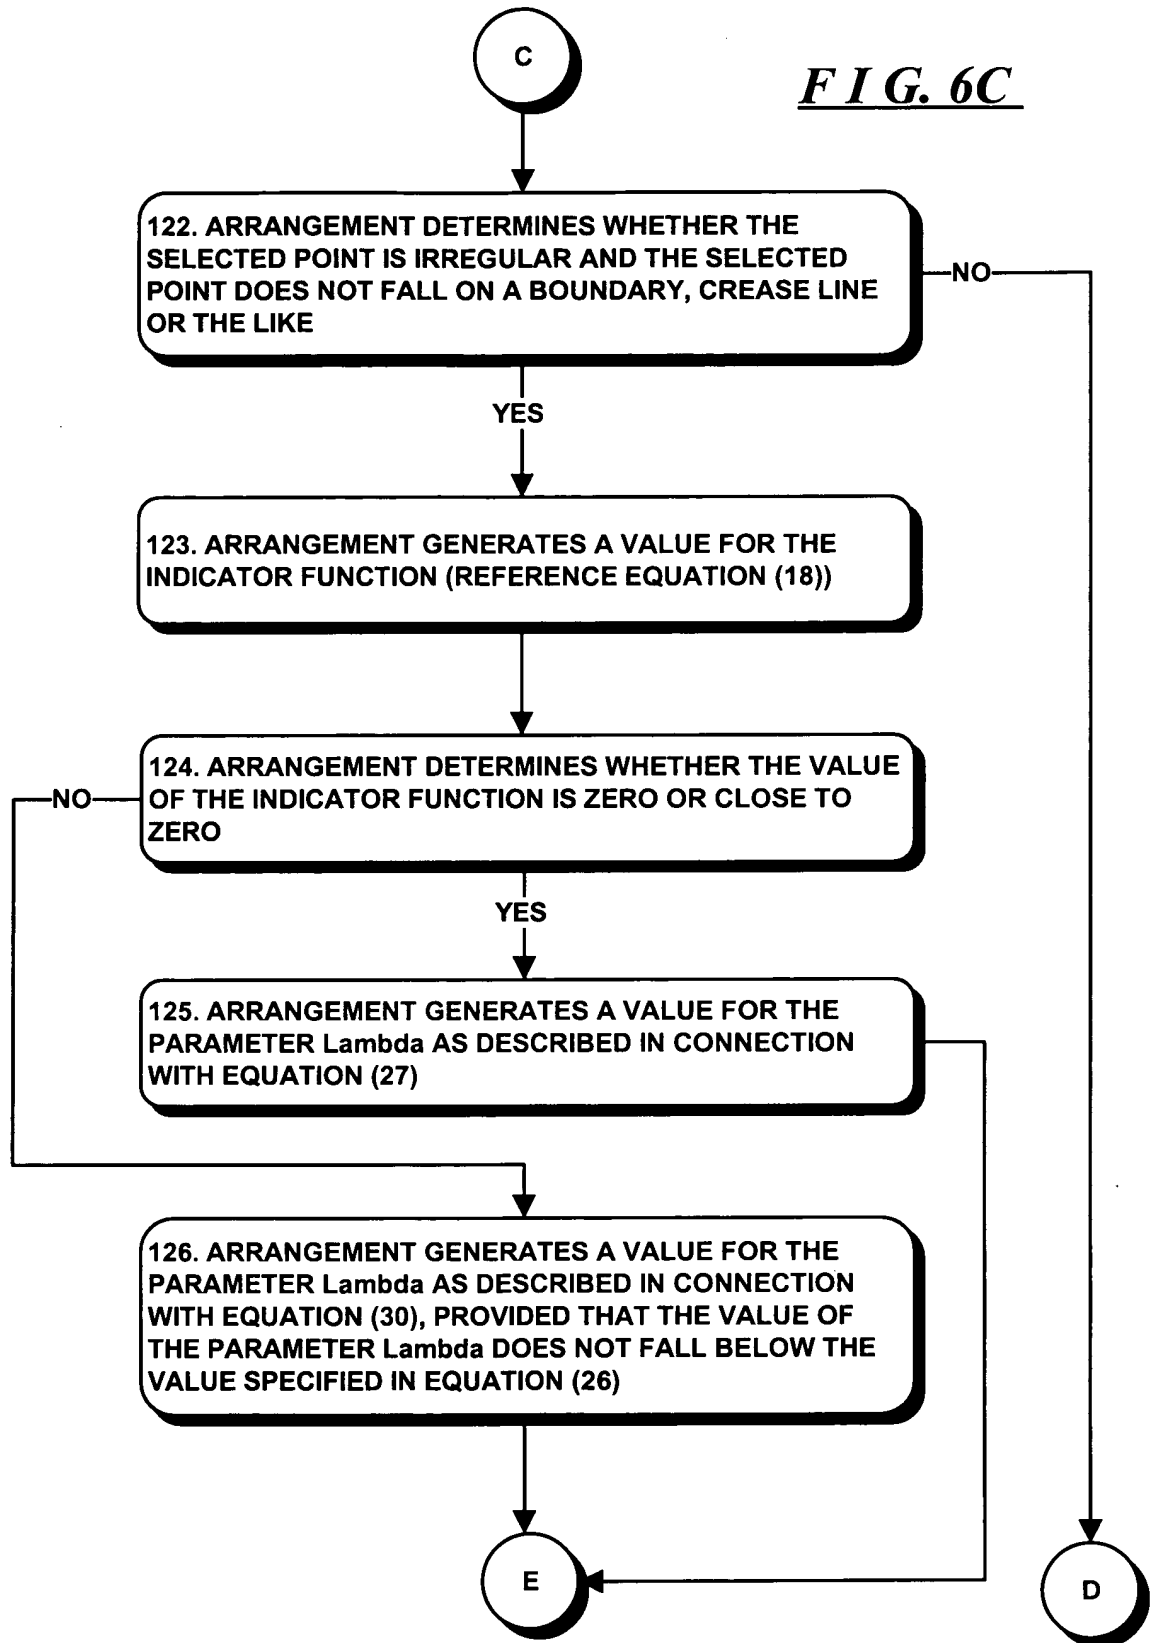 C
F I G. 6C
122. ARRANGEMENT DETERMINES WHETHER THE
SELECTED POINT IS IRREGULAR AND THE SELECTED
POINT DOES NOT FALL ON A BOUNDARY, CREASE LINE
OR THE LIKE
NO
YES
123. ARRANGEMENT GENERATES A VALUE FOR THE
INDICATOR FUNCTION (REFERENCE EQUATION (18))
124. ARRANGEMENT DETERMINES WHETHER THE VALUE
OF THE INDICATOR FUNCTION IS ZERO OR CLOSE TO
ZERO
NO
YES
125. ARRANGEMENT GENERATES A VALUE FOR THE
PARAMETER Lambda AS DESCRIBED IN CONNECTION
WITH EQUATION (27)
126. ARRANGEMENT GENERATES A VALUE FOR THE
PARAMETER Lambda AS DESCRIBED IN CONNECTION
WITH EQUATION (30), PROVIDED THAT THE VALUE OF
THE PARAMETER Lambda DOES NOT FALL BELOW THE
VALUE SPECIFIED IN EQUATION (26)
E
D